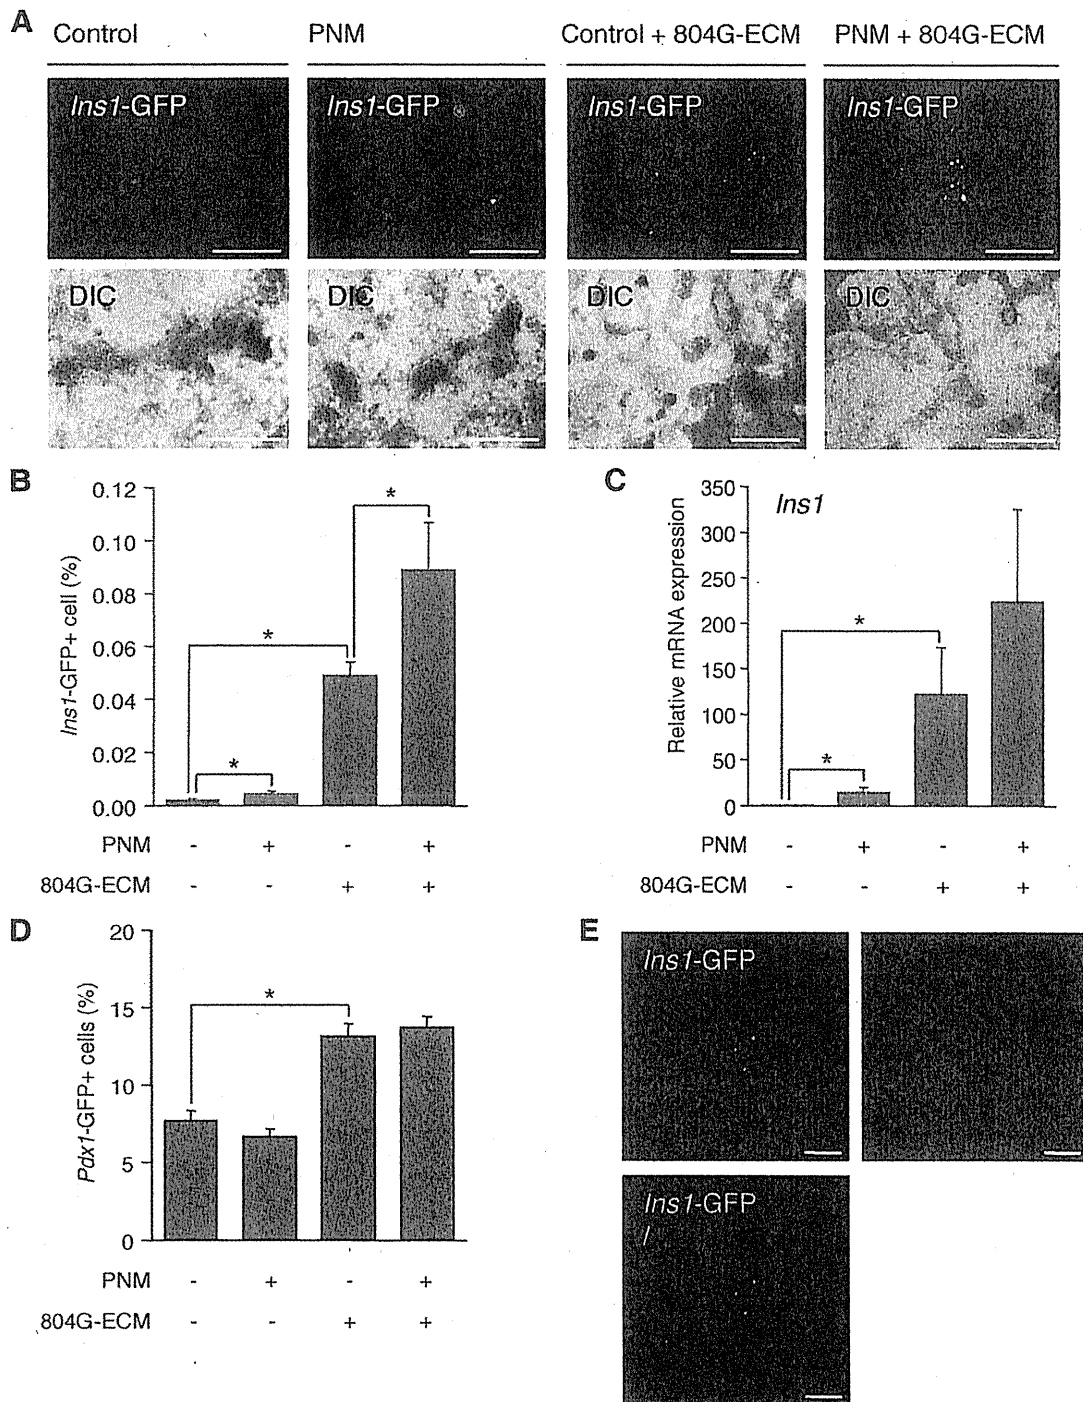 A
Control PNM Control + 804G-ECM PNM + 804G-ECM
Ins1-GFP Ins1-GFP Ins1-GFP Ins1-GFP
DIC DIC DIC DIC
B
Ins1-GFP+ cell (%)
0.12
0.10
0.08
0.06
0.04
0.02
0.00
* * *
PNM - + - +
804G-ECM - - + +
C
Ins1
Relative mRNA expression
350
300
250
200
150
100
50
0
* *
PNM - + - +
804G-ECM - - + +
D
Pdx1-GFP+ cells (%)
20
15
10
5
0
*
PNM - + - +
804G-ECM - - + +
E
Ins1-GFP
Ins1-GFP
/